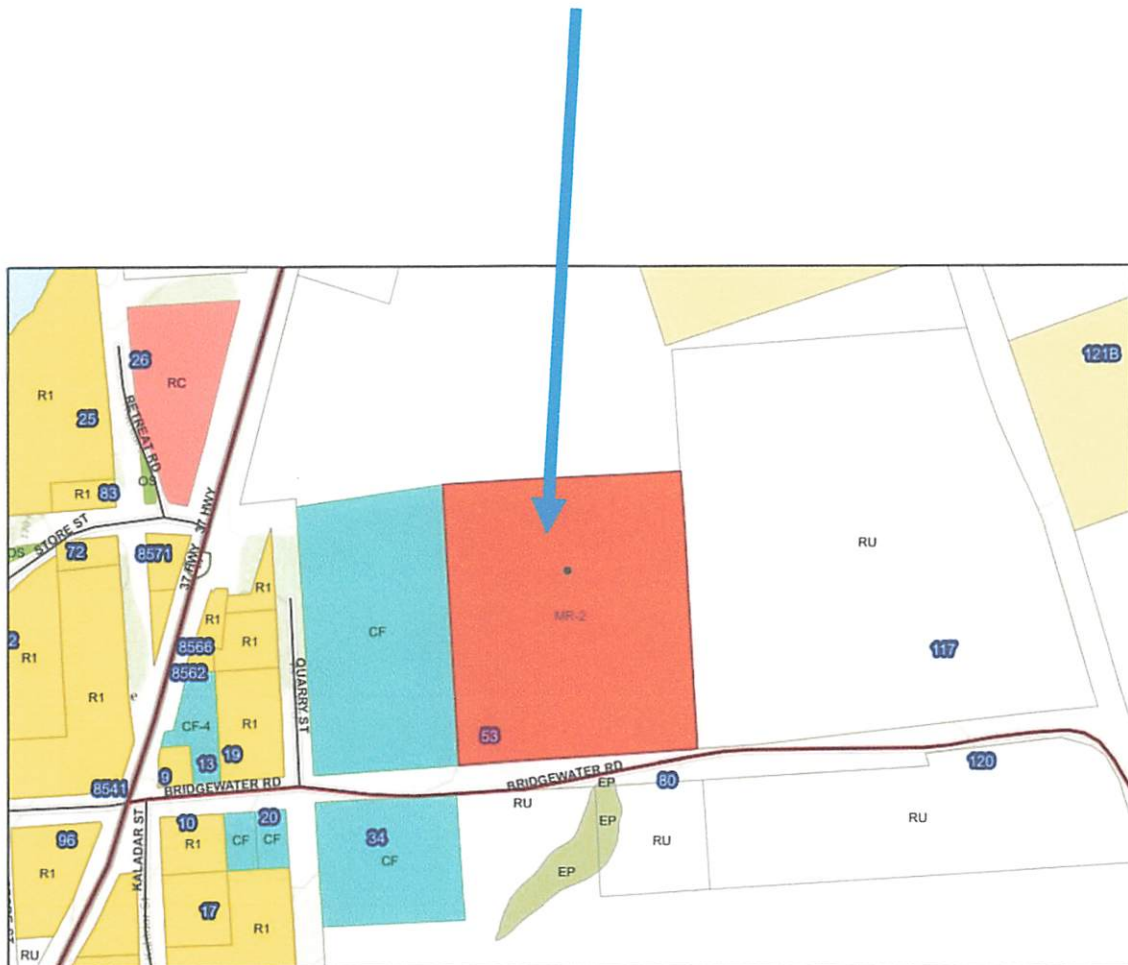 121B
26
RC
R1
25
RETREAT RD
37 HWY
37 HWY
OS
R1
83
STORE ST
OS
72
8571
RU
R1
CF
MR-2
R1
8566
R1
117
R1
8562
QUARRY ST
R1
CF-4
R1
53
19
13
9
BRIDGEWATER RD
BRIDGEWATER RD
80
120
8541
EP
RU
KALADAR ST
10
20
EP
RU
96
R1
CF
CF
34
CF
RU
R1
EP
17
R1
RU